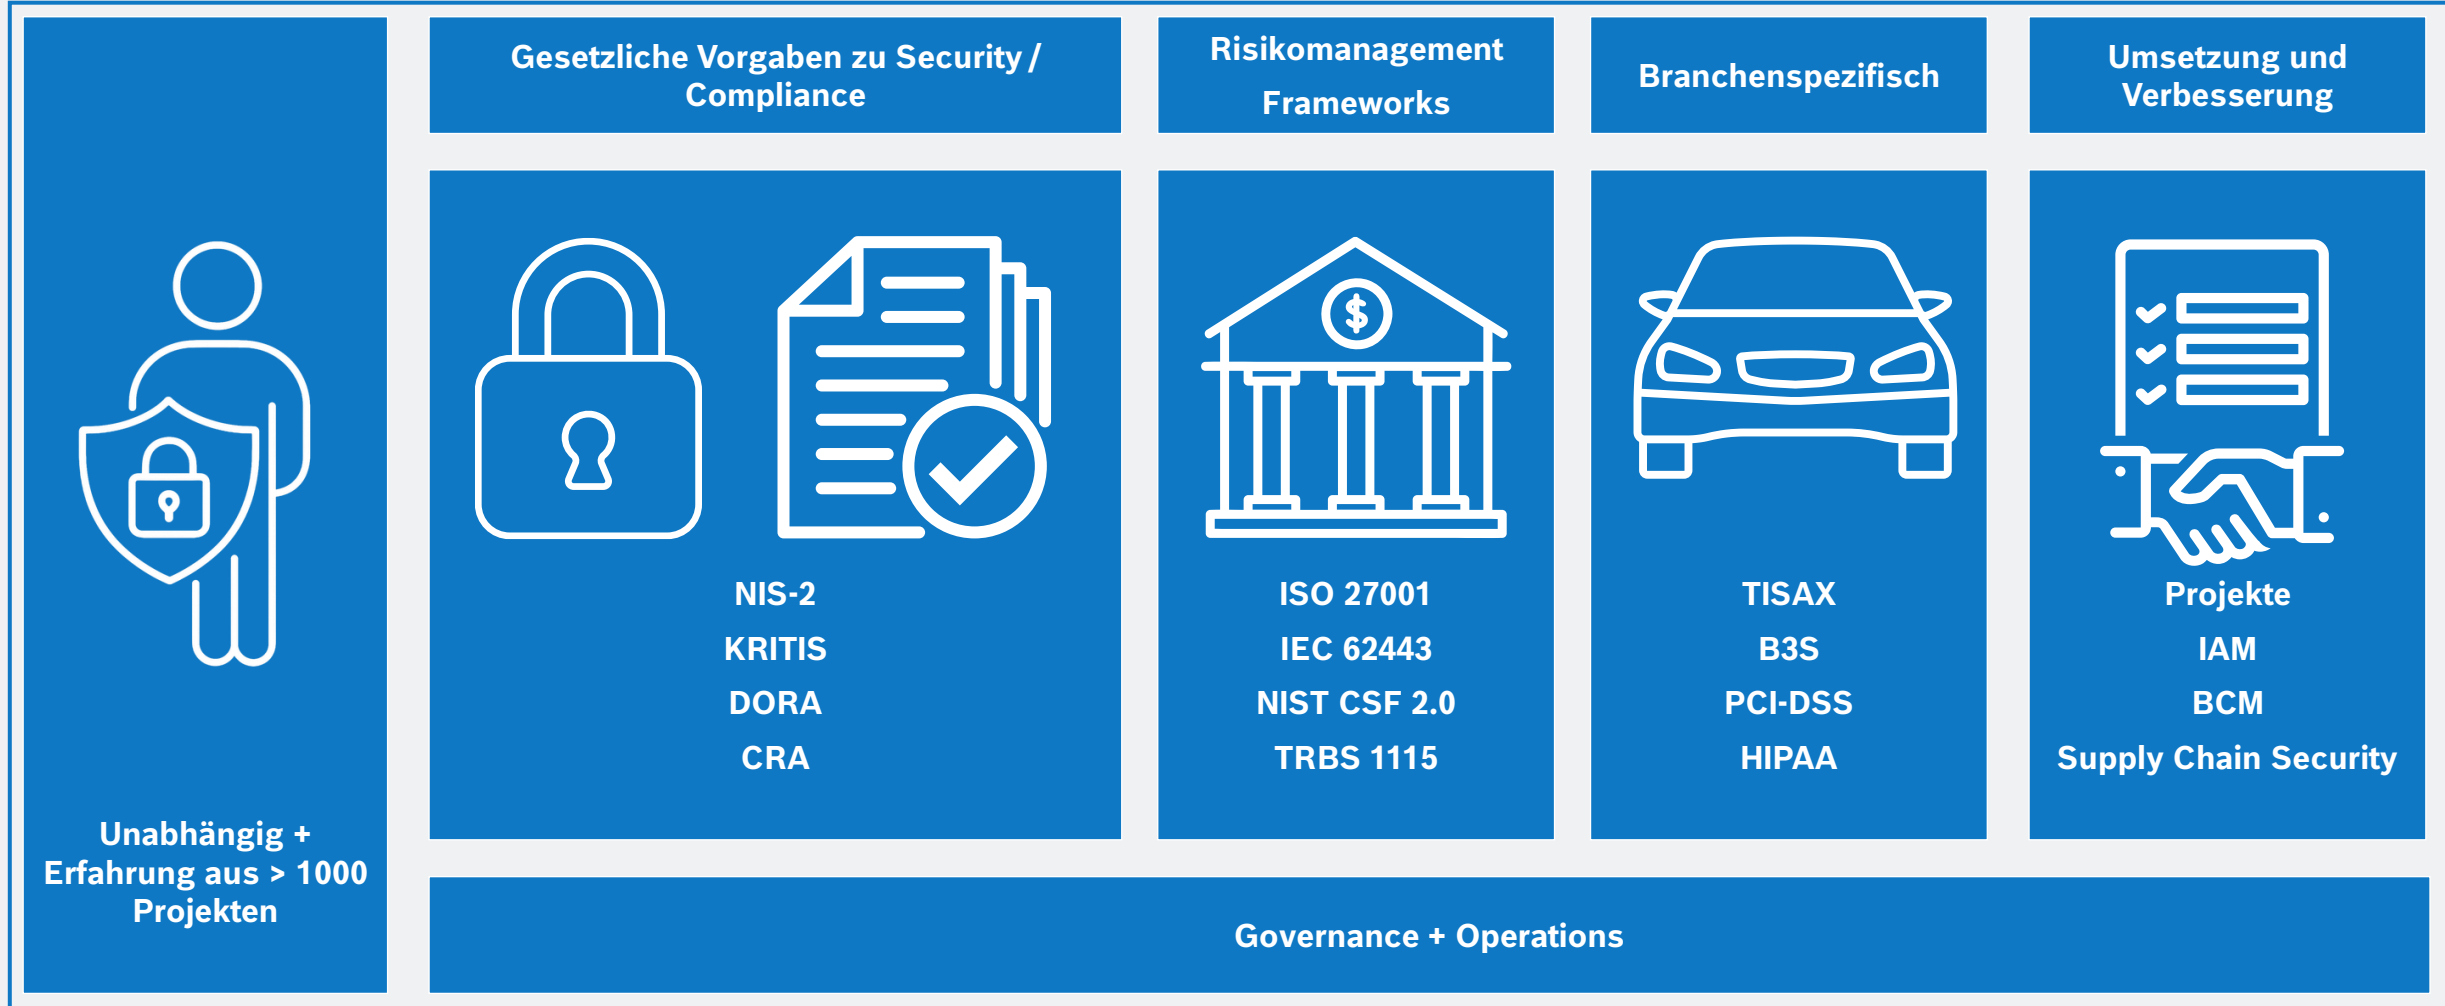 Gesetzliche Vorgaben zu Security /
Compliance
Risikomanagement
Frameworks
Branchenspezifisch
Umsetzung und
Verbesserung
$
NIS-2
KRITIS
DORA
CRA
ISO 27001
IEC 62443
NIST CSF 2.0
TRBS 1115
TISAX
B3S
PCI-DSS
HIPAA
Projekte
IAM
BCM
Supply Chain Security
Unabhängig +
Erfahrung aus > 1000
Projekten
Governance + Operations